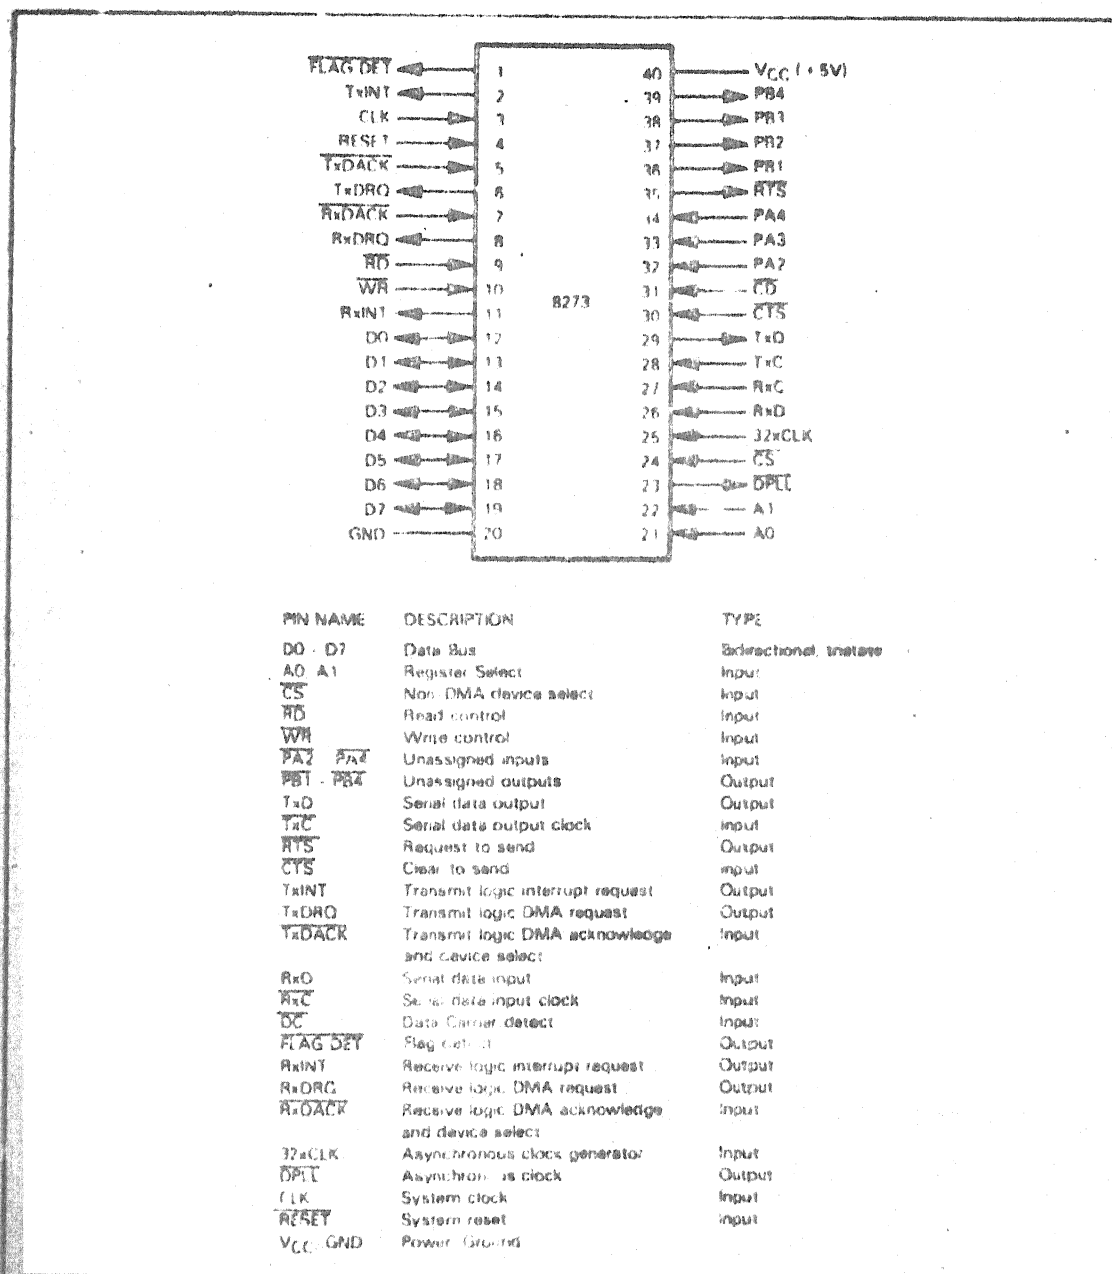 FLAG DET 1 40 VCC (+5V)
TxINT 2 39 PB4
CLK 3 38 PB3
RESET 4 37 PB2
TxDACK 5 36 PB1
TxDRQ 6 35 RTS
RxDACK 7 34 PA4
RxDRQ 8 33 PA3
RD 9 32 PA2
WR 10 8273 31 CD
RxINT 11 30 CTS
D0 12 29 TxD
D1 13 28 TxC
D2 14 27 RxC
D3 15 26 RxD
D4 16 25 32xCLK
D5 17 24 CS
D6 18 23 DPLL
D7 19 22 A1
GND 20 21 A0
PIN NAME DESCRIPTION TYPE
D0 - D7 Data Bus Bidirectional, tristate
A0 A1 Register Select Input
CS Non DMA device select Input
RD Read control Input
WR Write control Input
PA2 PA4 Unassigned inputs Input
PB1 - PB4 Unassigned outputs Output
TxD Serial data output Output
TxC Serial data output clock Input
RTS Request to send Output
CTS Clear to send Input
TxINT Transmit logic interrupt request Output
TxDRQ Transmit logic DMA request Output
TxDACK Transmit logic DMA acknowledge Input
and device select
RxD Serial data input Input
RxC Serial data input clock Input
DC Data Carrier detect Input
FLAG DET Flag detect Output
RxINT Receive logic interrupt request Output
RxDRQ Receive logic DMA request Output
RxDACK Receive logic DMA acknowledge Input
and device select
32xCLK Asynchronous clock generator Input
DPLL Asynchronous clock Output
CLK System clock Input
RESET System reset Input
VCC GND Power Ground